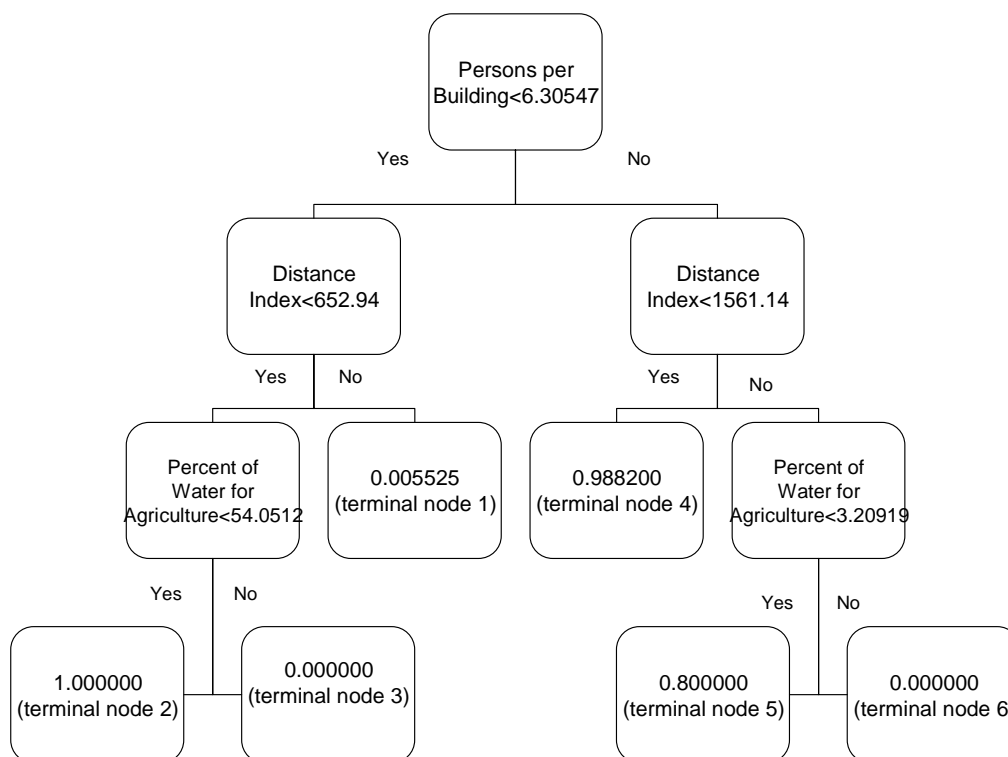 Persons per
Building<6.30547
Yes
No
Distance
Index<652.94
Distance
Index<1561.14
Yes
No
Yes
No
Percent of
Water for
Agriculture<54.0512
0.005525
(terminal node 1)
0.988200
(terminal node 4)
Percent of
Water for
Agriculture<3.20919
Yes
No
Yes
No
1.000000
(terminal node 2)
0.000000
(terminal node 3)
0.800000
(terminal node 5)
0.000000
(terminal node 6)